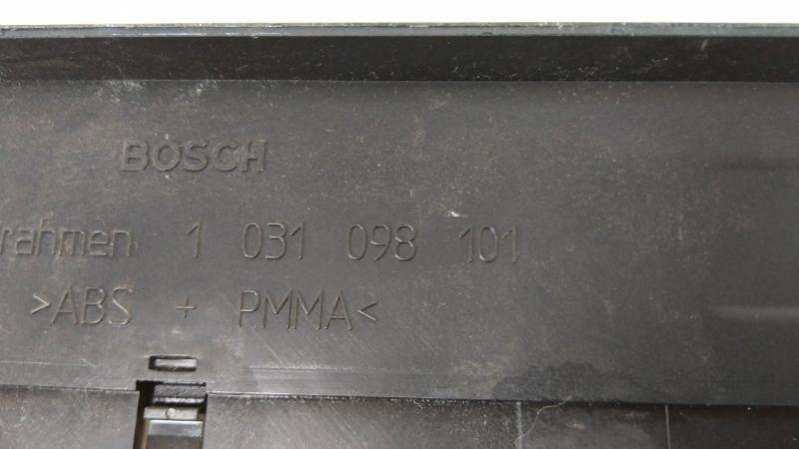 BOSCH
rahmen 1 031 098 101
>ABS + PMMA<